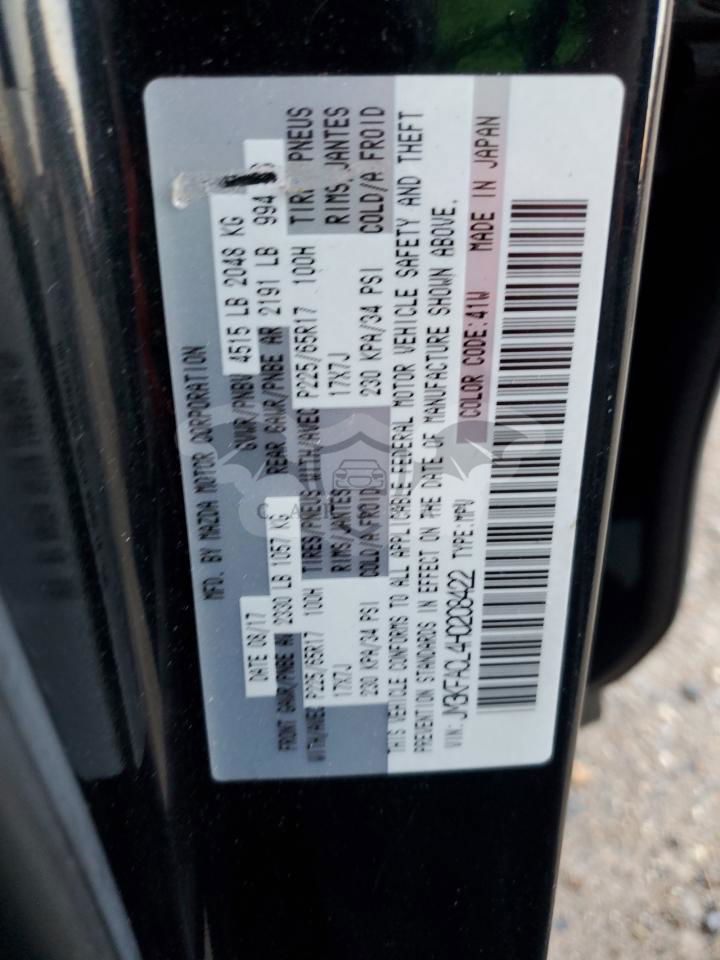 MFD. BY MAZDA MOTOR CORPORATION
DATE 08/17 GVWR/PNBV 4515 LB 2048 KG
FRONT GAWR/PNBE AV 2330 LB 1057 KG REAR GAWR/PNBE AR 2191 LB 994
WITH/AVEC P225/65R17 100H TIRES/PNEUS WITH/AVEC P225/65R17 100H PNEUS
17X7J RIMS/JANTES 17X7J RIMS/JANTES
230 KPA/34 PSI COLD/A FROID 230 KPA/34 PSI COLD/A FROID
THIS VEHICLE CONFORMS TO ALL APPLICABLE FEDERAL MOTOR VEHICLE SAFETY AND THEFT
PREVENTION STANDARDS IN EFFECT ON THE DATE OF MANUFACTURE SHOWN ABOVE.
VIN: JM3KFACL4H0208422 TYPE:MPV COLOR CODE:41W MADE IN JAPAN